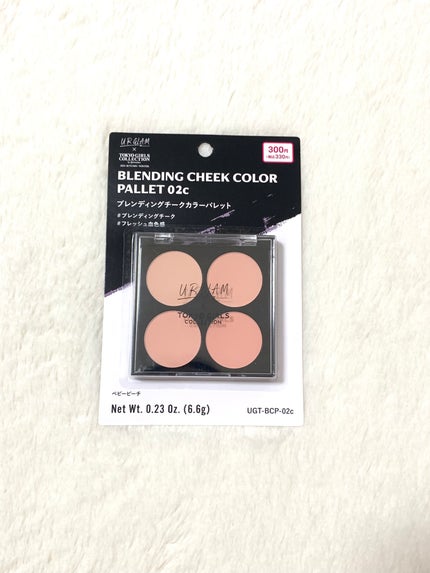 URGLAM
×
TOKYO GIRLS
COLLECTION
300円
(税込330円)
BLENDING CHEEK COLOR
PALLET 02c
ブレンディングチークカラーパレット
#ブレンディングチーク
#フレッシュ血色感
URGLAM
TOKYO GIRLS
COLLECTION
ベビーピーチ
Net Wt. 0.23 Oz. (6.6g)
UGT-BCP-02c